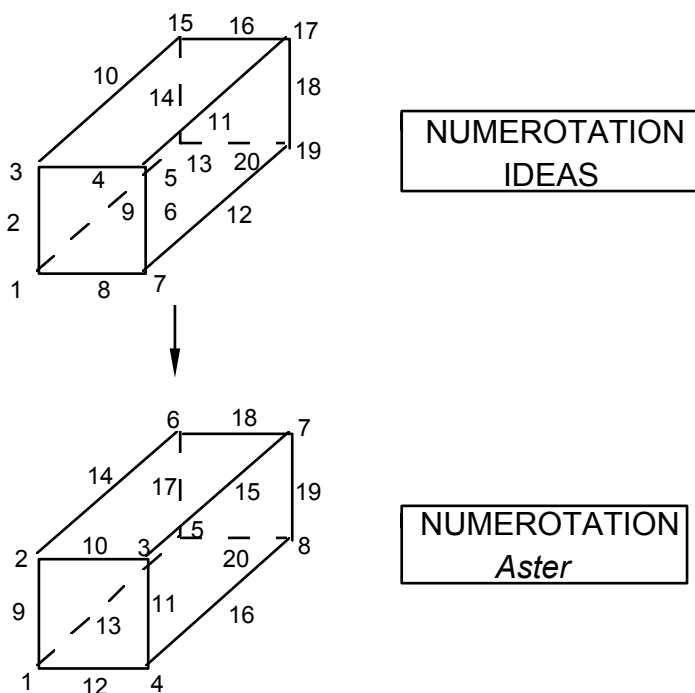 15 16 17
10 14 18
11
3 4 5 13 20 19
2 9 6 12
1 8 7
NUMEROTATION
IDEAS
6 18 7
14 17 15 19
2 10 3 5 20 8
9 13 11 16
1 12 4
NUMEROTATION
Aster